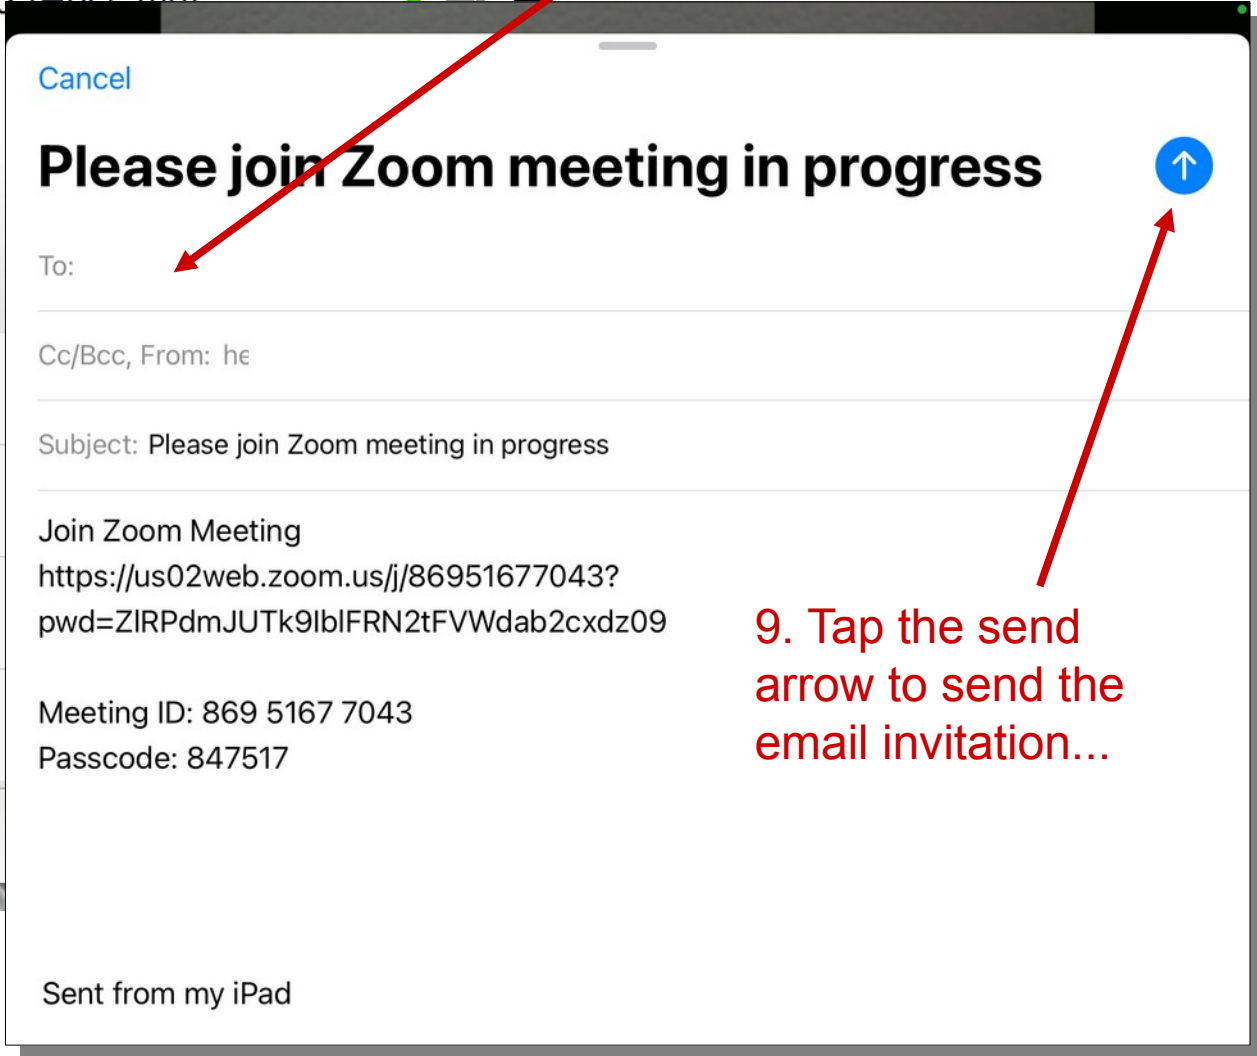 Cancel
Please join Zoom meeting in progress
To:
Cc/Bcc, From: he
Subject: Please join Zoom meeting in progress
Join Zoom Meeting
https://us02web.zoom.us/j/86951677043?
pwd=ZlRPdmJUTk9IblFRN2tFVWdab2cxdz09
Meeting ID: 869 5167 7043
Passcode: 847517
9. Tap the send
arrow to send the
email invitation...
Sent from my iPad